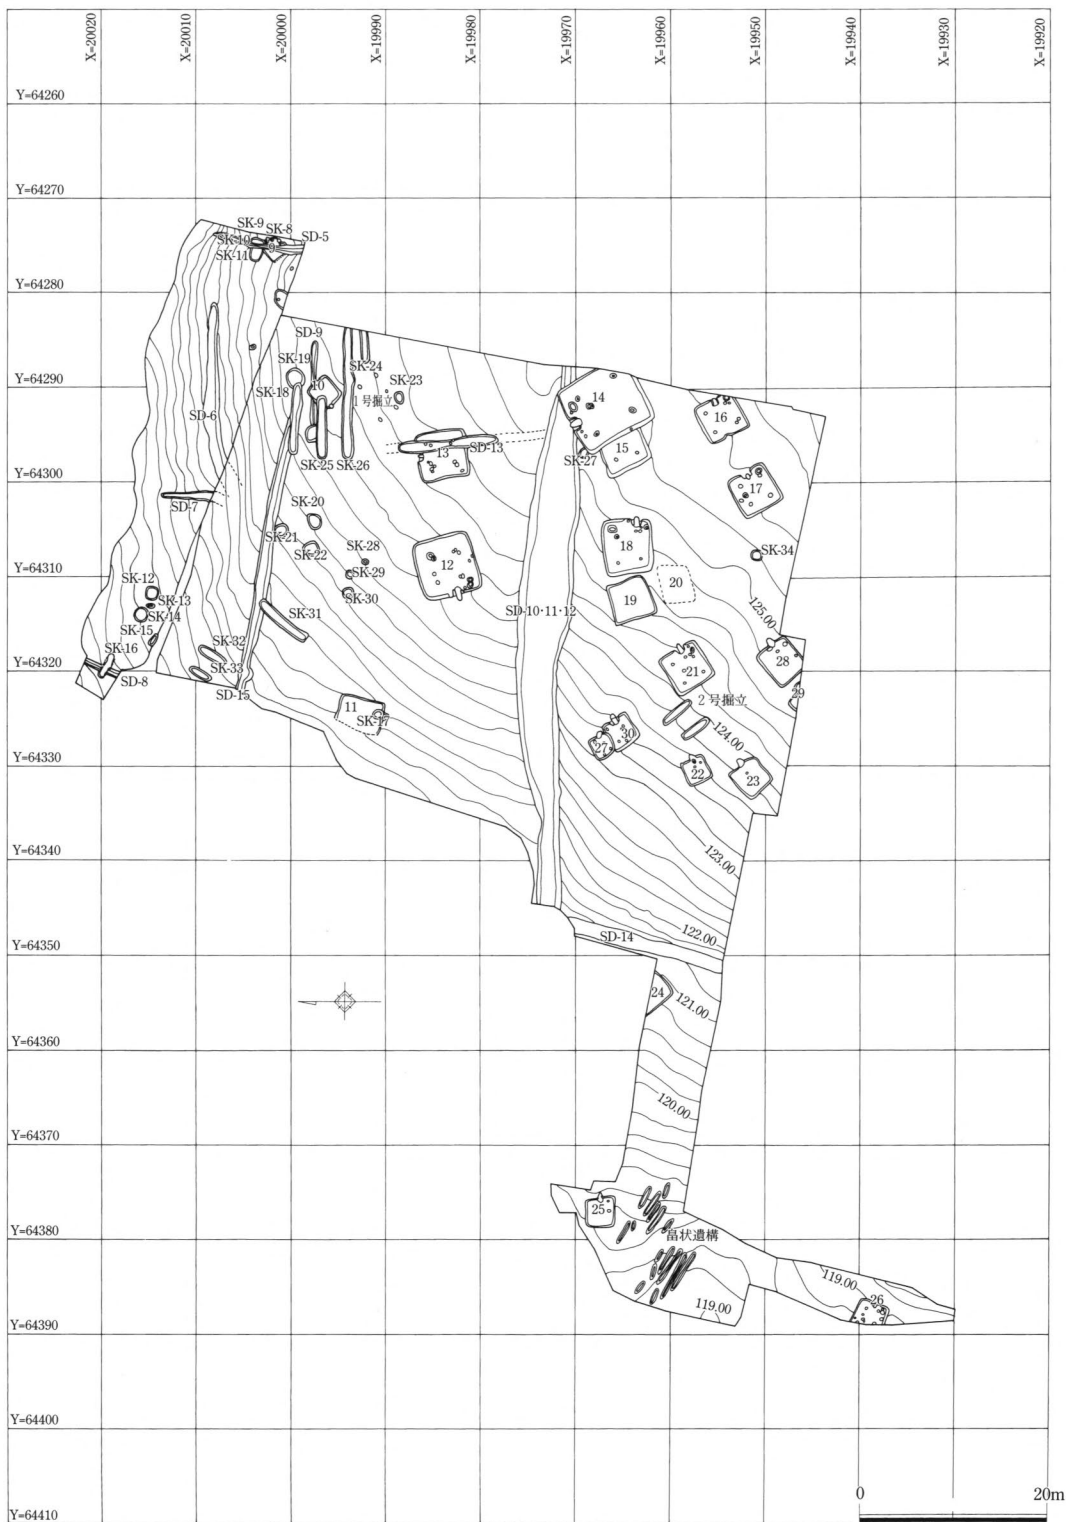 X=20020
X=20010
X=20000
X=19990
X=19980
X=19970
X=19960
X=19950
X=19940
X=19930
X=19920
Y=64260
Y=64270
SK-9
SK-8
SD-5
SK-10
9
SK-11
Y=64280
SD-9
SK-19
SK-24
SK-23
Y=64290
SK-18
10
1号掘立
14
16
SD-6
SD-13
13
15
SK-27
SK-25
SK-26
Y=64300
17
SD-7
SK-20
SK-21
SK-22
18
SK-34
SK-28
12
SK-29
Y=64310
20
SK-12
SK-30
19
SD-10・11・12
SK-13
SK-14
SK-31
125.00
SK-15
SK-32
28
SK-16
SK-33
Y=64320
21
SD-8
SD-15
29
2号掘立
11
SK-17
124.00
30
27
Y=64330
22
23
Y=64340
123.00
122.00
SD-14
Y=64350
24
121.00
Y=64360
120.00
Y=64370
25
畠状遺構
Y=64380
119.00
26
119.00
Y=64390
Y=64400
0
20m
Y=64410